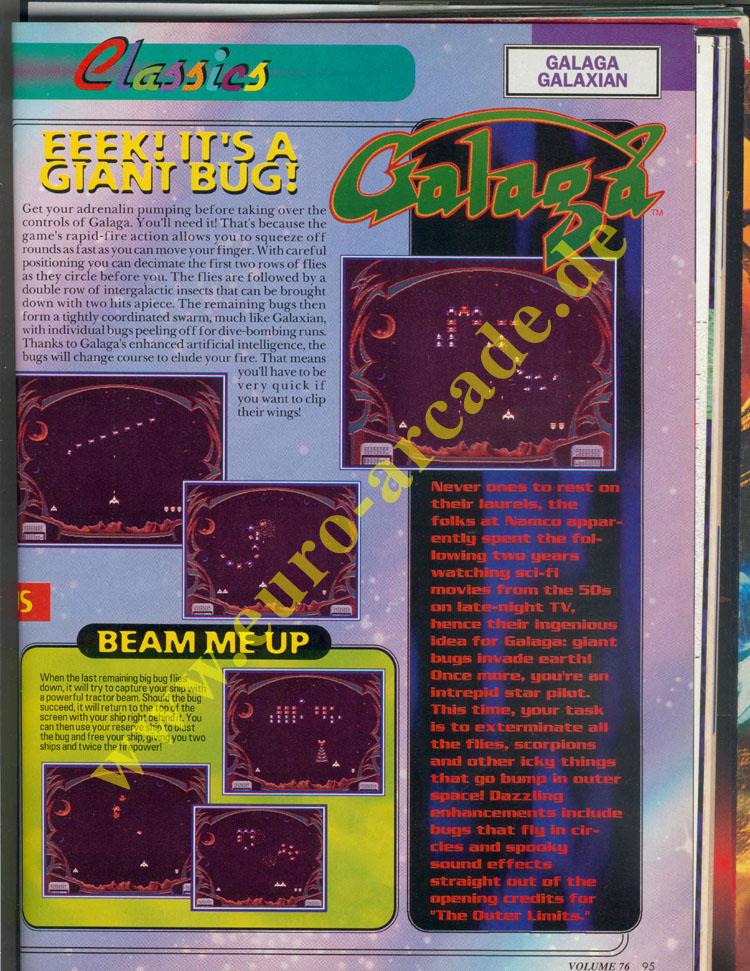 Classics
GALAGA
GALAXIAN
EEEK! IT'S A
GIANT BUG!
Get your adrenalin pumping before taking over the
controls of Galaga. You'll need it! That's because the
game's rapid-fire action allows you to squeeze off
rounds as fast as you can move your finger. With careful
positioning you can decimate the first two rows of flies
as they circle before you. The flies are followed by a
double row of intergalactic insects that can be brought
down with two hits apiece. The remaining bugs then
form a tightly coordinated swarm, much like Galaxian,
with individual bugs peeling off for dive-bombing runs.
Thanks to Galaga's enhanced artificial intelligence, the
bugs will change course to elude your fire. That means
you'll have to be
very quick if
you want to clip
their wings!
Galaga
TM
Never ones to rest on
their laurels, the
folks at Namco appar-
ently spent the fol-
lowing two years
watching sci-fi
movies from the 50s
on late-night TV,
hence their ingenious
idea for Galaga: giant
bugs invade earth!
Once more, you're an
intrepid star pilot.
This time, your task
is to exterminate all
the flies, scorpions
and other icky things
that go bump in outer
space! Dazzling
enhancements include
bugs that fly in cir-
cles and spooky
sound effects
straight out of the
opening credits for
"The Outer Limits."
S
BEAM ME UP
When the last remaining big bug flies
down, it will try to capture your ship with
a powerful tractor beam. Should the bug
succeed, it will return to the top of the
screen with your ship right behind it. You
can then use your reserve ship to blast
the bug and free your ship, giving you two
ships and twice the firepower!
www.euro-arcade.de
VOLUME 76 95